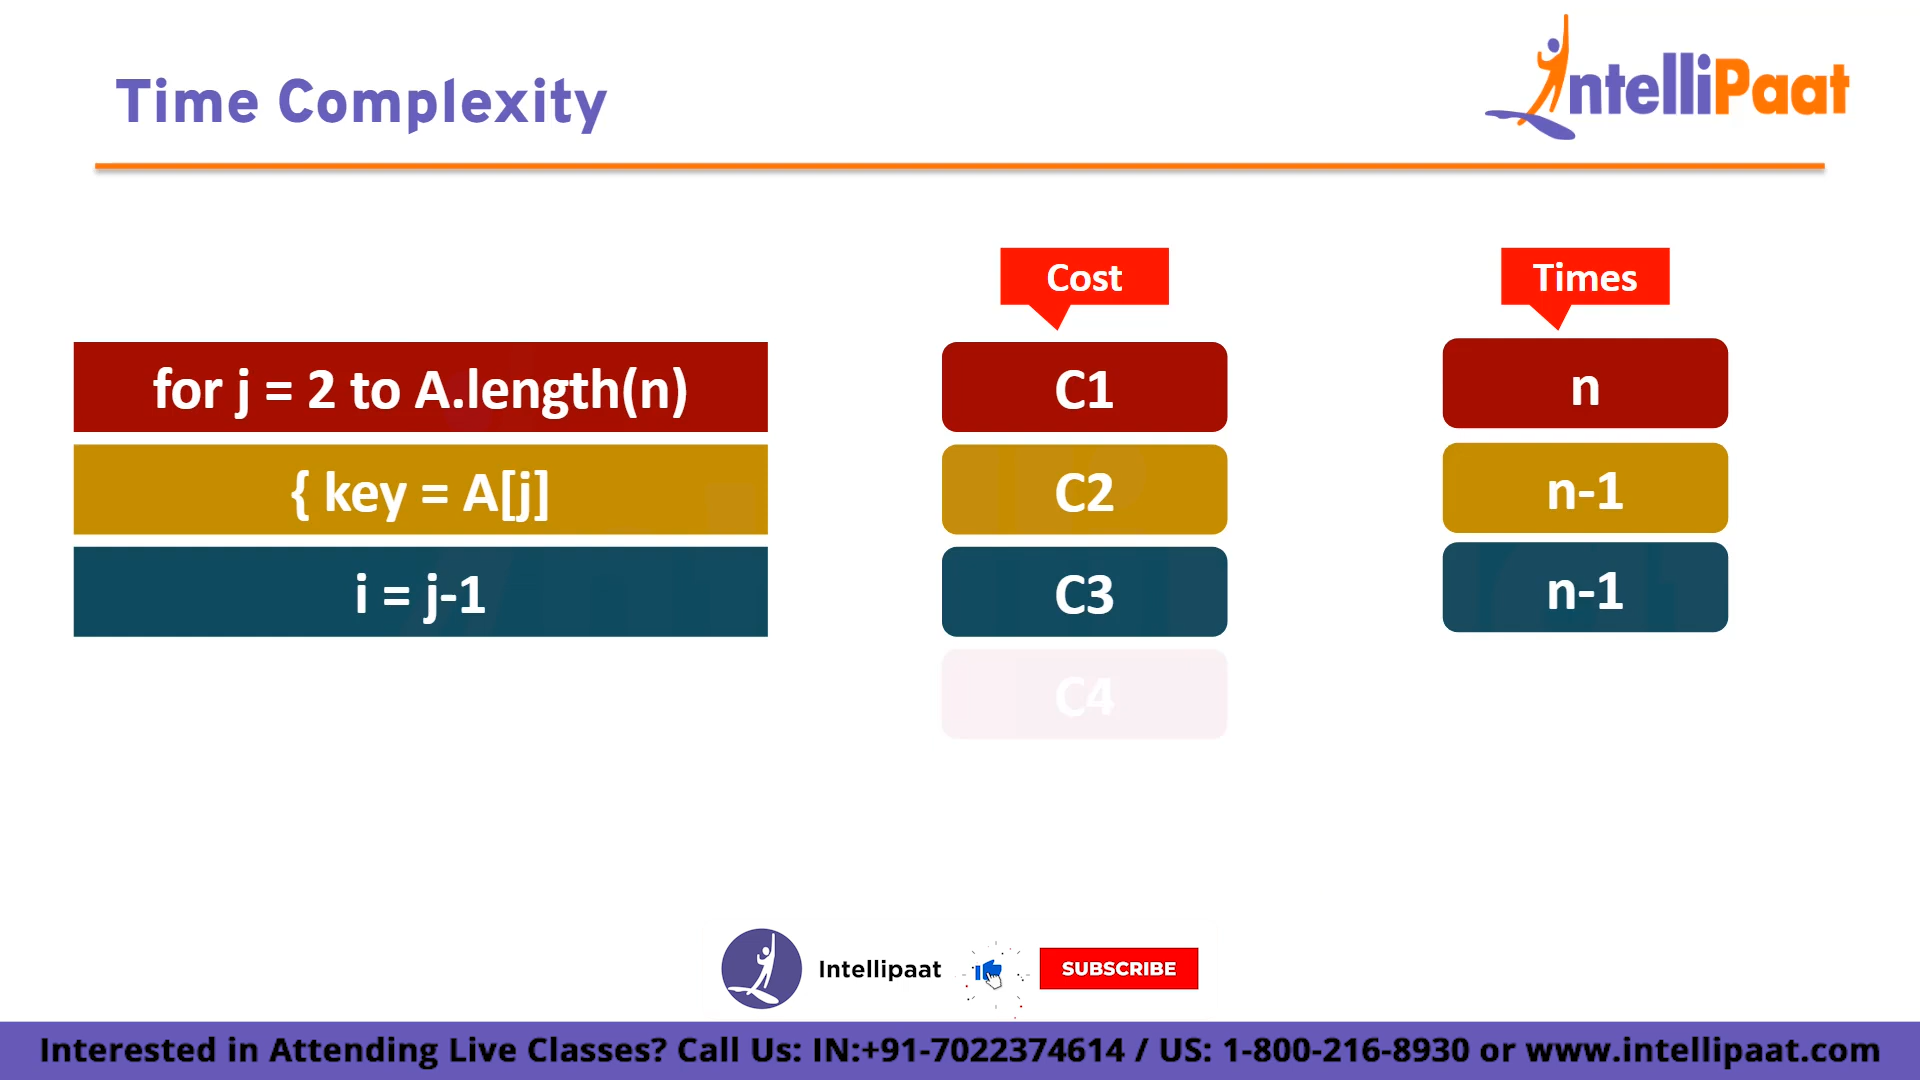 Time Complexity
IntelliPaat
Cost
Times
for j = 2 to A.length(n)
C1
n
{ key = A[j]
C2
n-1
i = j-1
C3
n-1
C4
Intellipaat
SUBSCRIBE
Interested in Attending Live Classes? Call Us: IN:+91-7022374614 / US: 1-800-216-8930 or www.intellipaat.com